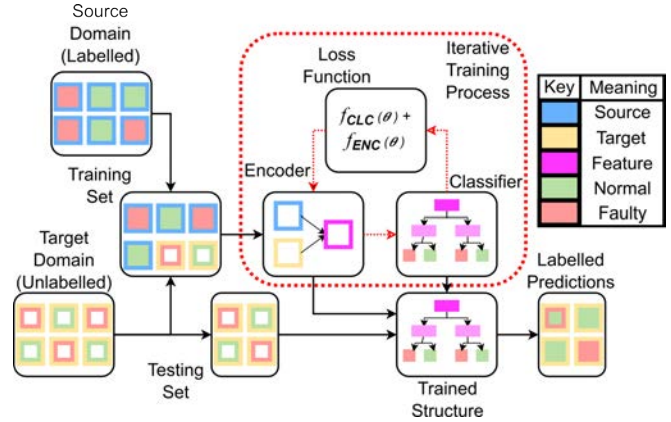 Source
Domain
(Labelled)
Loss
Function
Iterative
Training
Process
f_CLC(θ) +
f_ENC(θ)
Key
Meaning
Source
Target
Feature
Normal
Faulty
Training
Set
Encoder
Classifier
Target
Domain
(Unlabelled)
Labelled
Predictions
Testing
Set
Trained
Structure